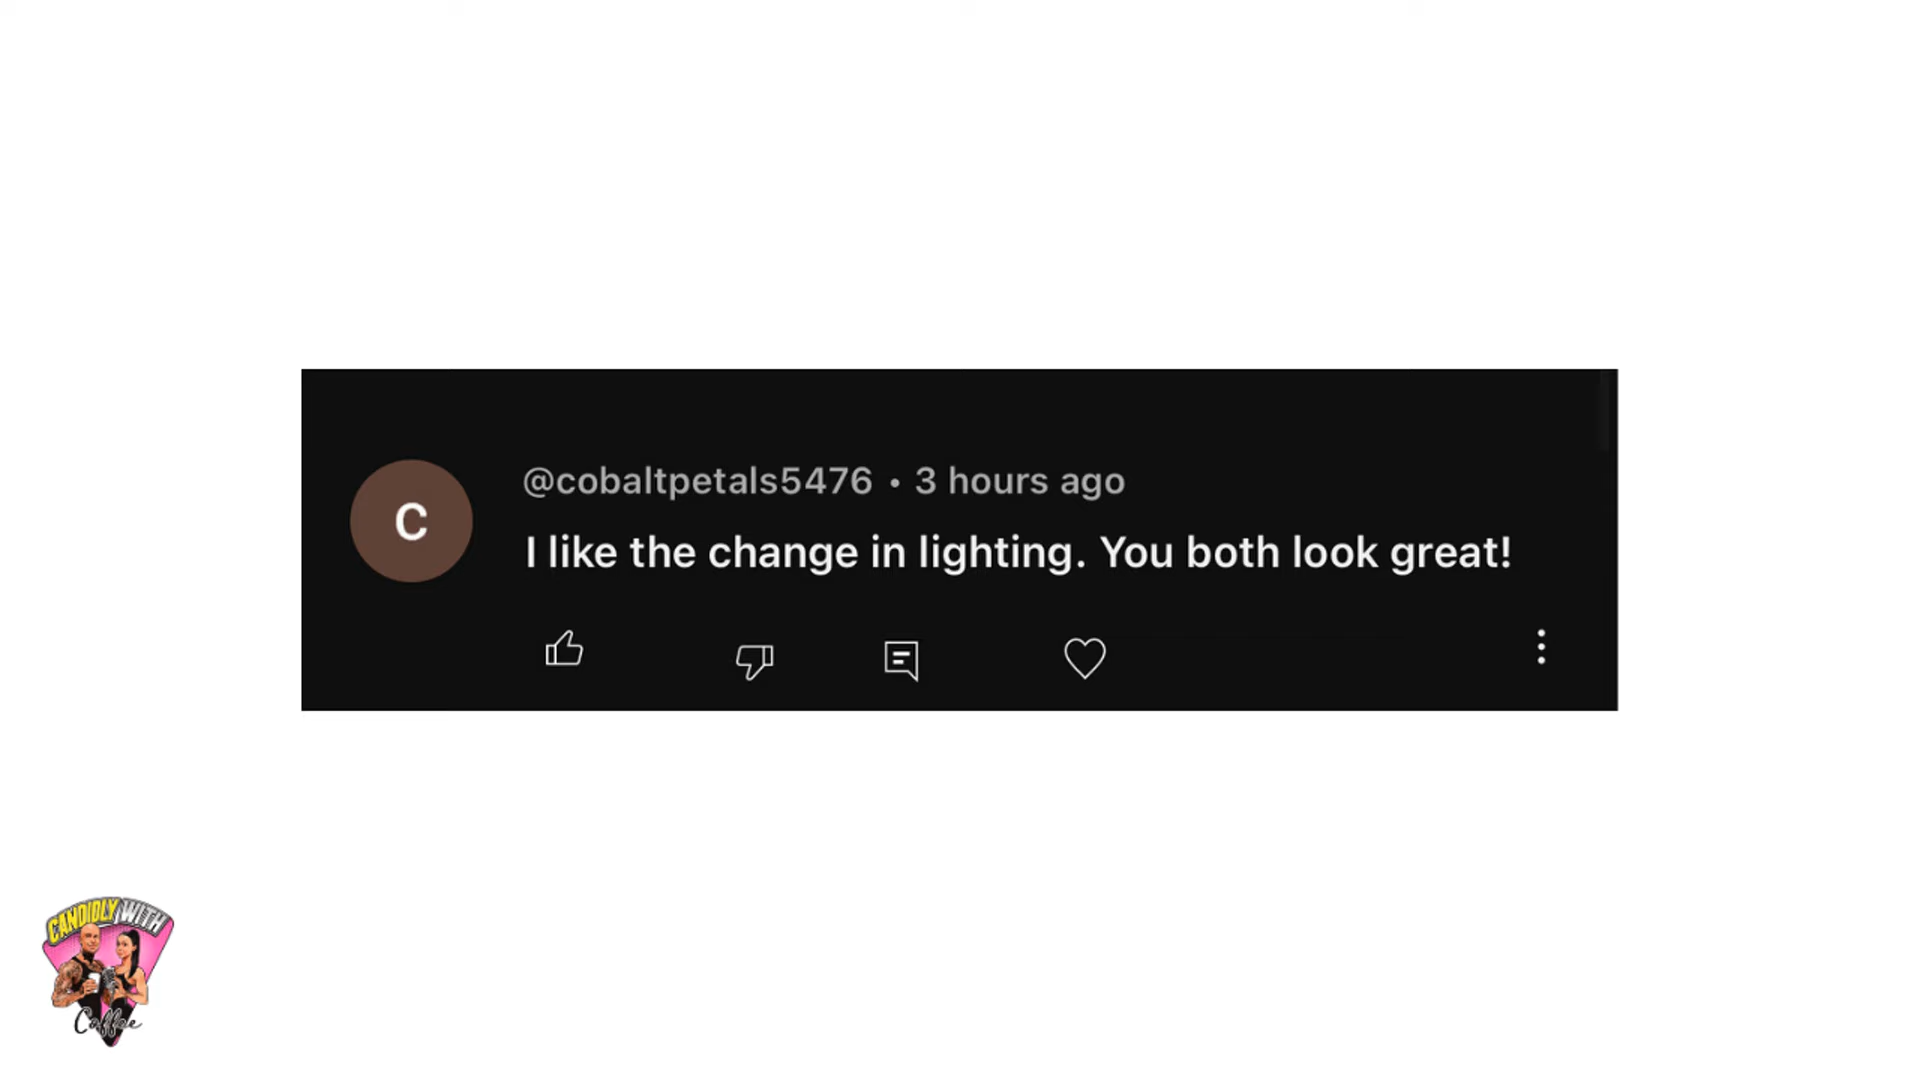 @cobaltpetals5476 • 3 hours ago
C
I like the change in lighting. You both look great!
CANDIDLY WITH
Coffee